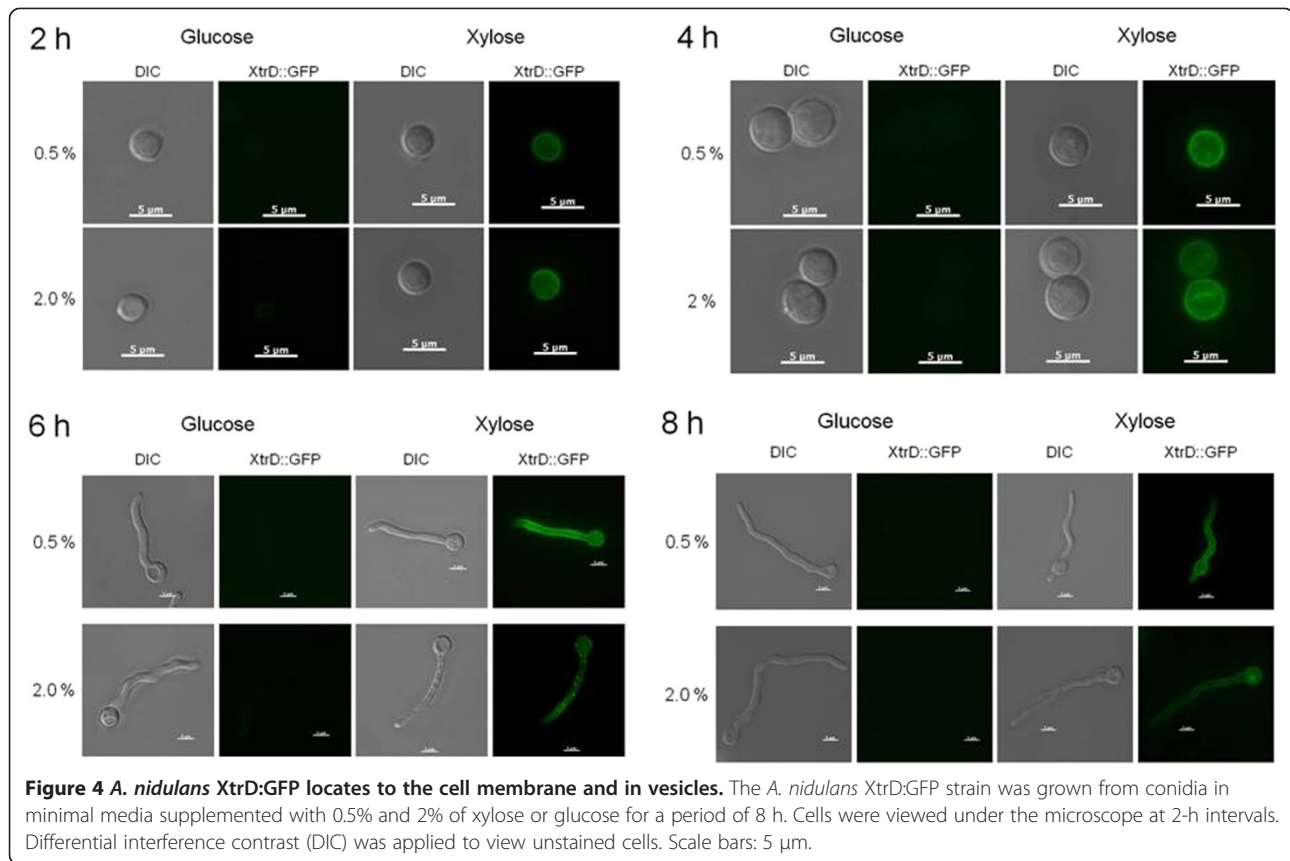 2 h
Glucose Xylose
DIC XtrD::GFP DIC XtrD::GFP
0.5 %
5 µm 5 µm 5 µm 5 µm
2.0 %
5 µm 5 µm 5 µm 5 µm
4 h
Glucose Xylose
DIC XtrD::GFP DIC XtrD::GFP
0.5 %
5 µm 5 µm 5 µm 5 µm
2 %
5 µm 5 µm 5 µm 5 µm
6 h
Glucose Xylose
DIC XtrD::GFP DIC XtrD::GFP
0.5 %
2.0 %
8 h
Glucose Xylose
DIC XtrD::GFP DIC XtrD::GFP
0.5 %
2.0 %
Figure 4 A. nidulans XtrD:GFP locates to the cell membrane and in vesicles. The A. nidulans XtrD:GFP strain was grown from conidia in
minimal media supplemented with 0.5% and 2% of xylose or glucose for a period of 8 h. Cells were viewed under the microscope at 2-h intervals.
Differential interference contrast (DIC) was applied to view unstained cells. Scale bars: 5 µm.